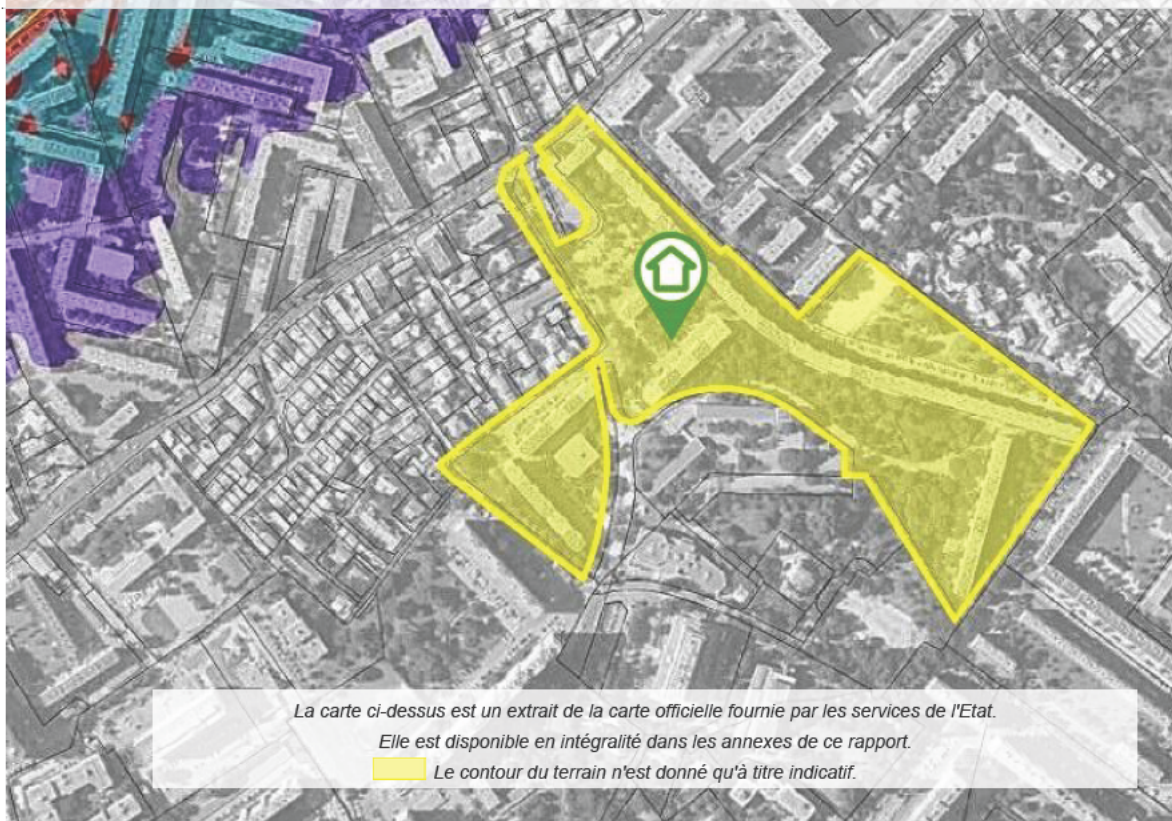 La carte ci-dessus est un extrait de la carte officielle fournie par les services de l'Etat.
Elle est disponible en intégralité dans les annexes de ce rapport.
Le contour du terrain n'est donné qu'à titre indicatif.